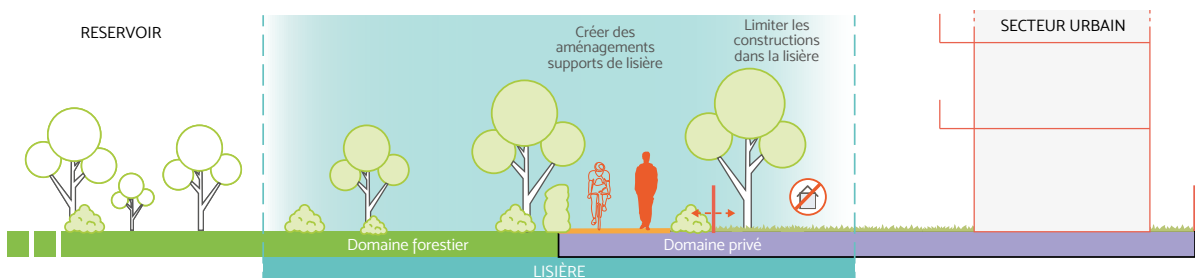 RESERVOIR
Créer des
aménagements
supports de lisière
Limiter les
constructions
dans la lisière
SECTEUR URBAIN
Domaine forestier
Domaine privé
LISIÈRE